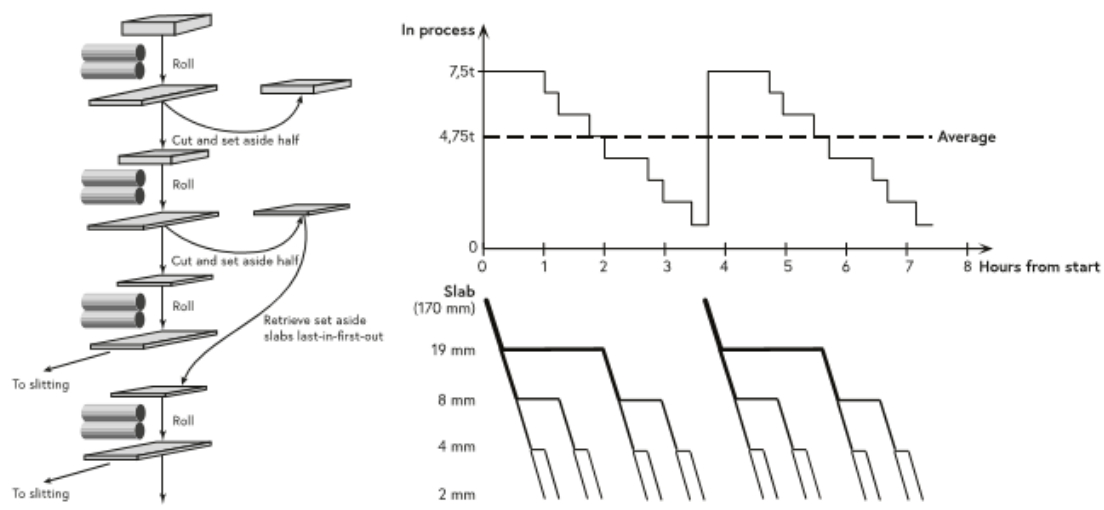 Roll
Cut and set aside half
Roll
Cut and set aside half
Roll
Retrieve set aside
slabs last-in-first-out
To slitting
Roll
To slitting
In process
7,5t
4,75t
Average
0
0 1 2 3 4 5 6 7 8 Hours from start
Slab
(170 mm)
19 mm
8 mm
4 mm
2 mm